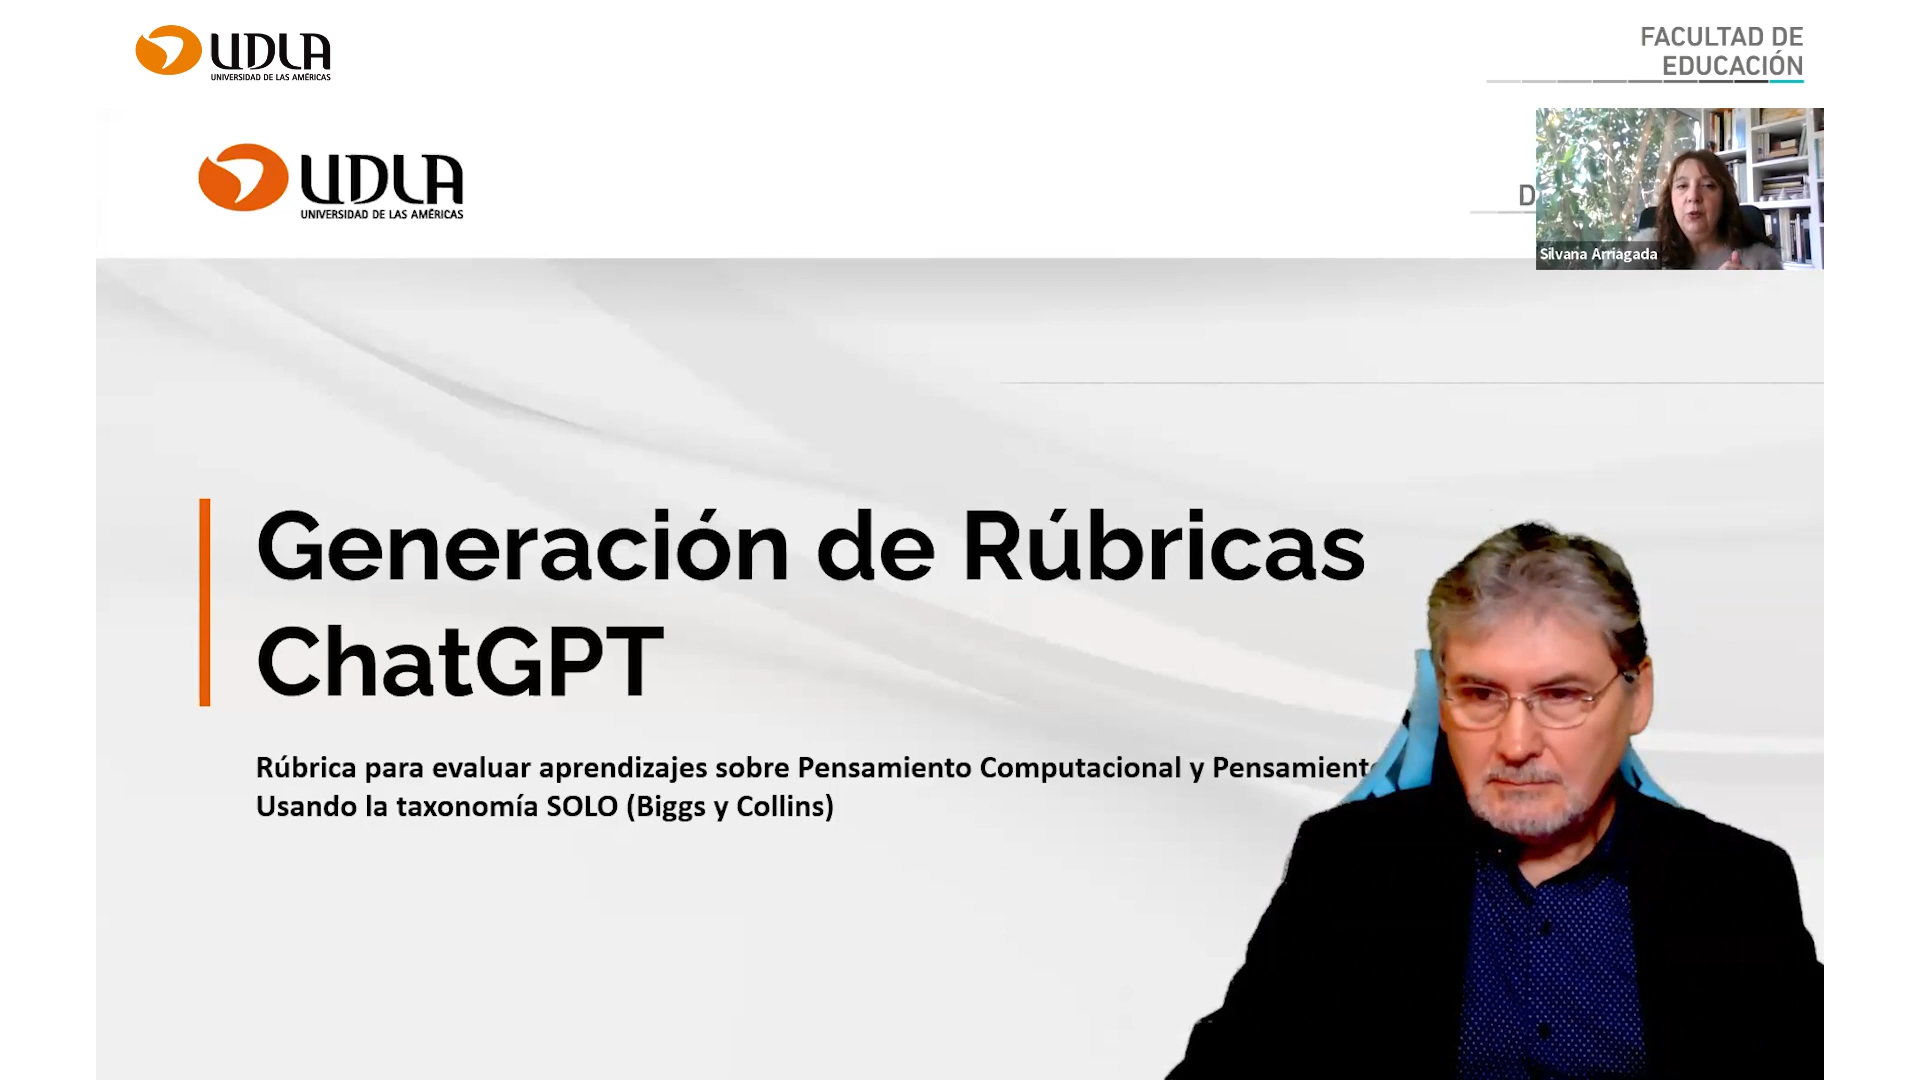 UDLA
UNIVERSIDAD DE LAS AMÉRICAS
FACULTAD DE
EDUCACIÓN
UDLA
UNIVERSIDAD DE LAS AMÉRICAS
D
Silvana Arriagada
Generación de Rúbricas
ChatGPT
Rúbrica para evaluar aprendizajes sobre Pensamiento Computacional y Pensamient
Usando la taxonomía SOLO (Biggs y Collins)